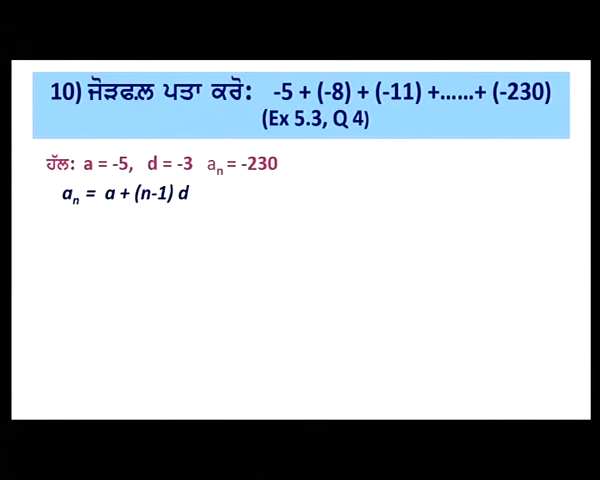 10) ਜੋੜਫਲ਼ ਪਤਾ ਕਰੋ: -5 + (-8) + (-11) +......+ (-230)
(Ex 5.3, Q 4)
ਹੱਲ: a = -5, d = -3 aₙ = -230
aₙ = a + (n-1) d